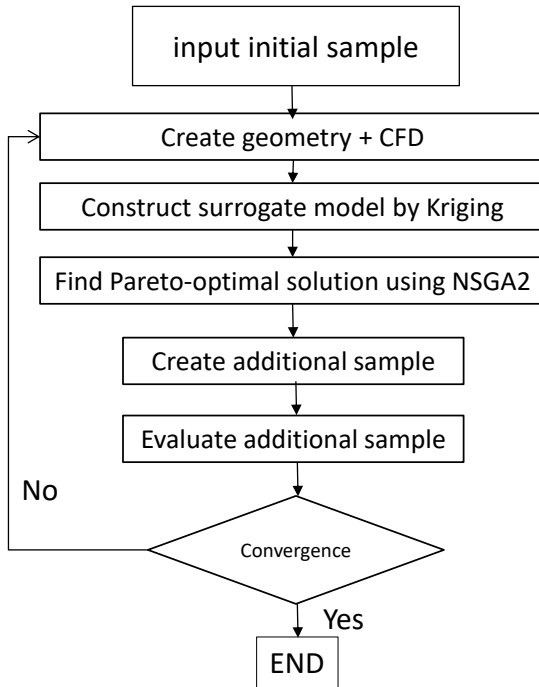 input initial sample
Create geometry + CFD
Construct surrogate model by Kriging
Find Pareto-optimal solution using NSGA2
Create additional sample
Evaluate additional sample
No
Convergence
Yes
END